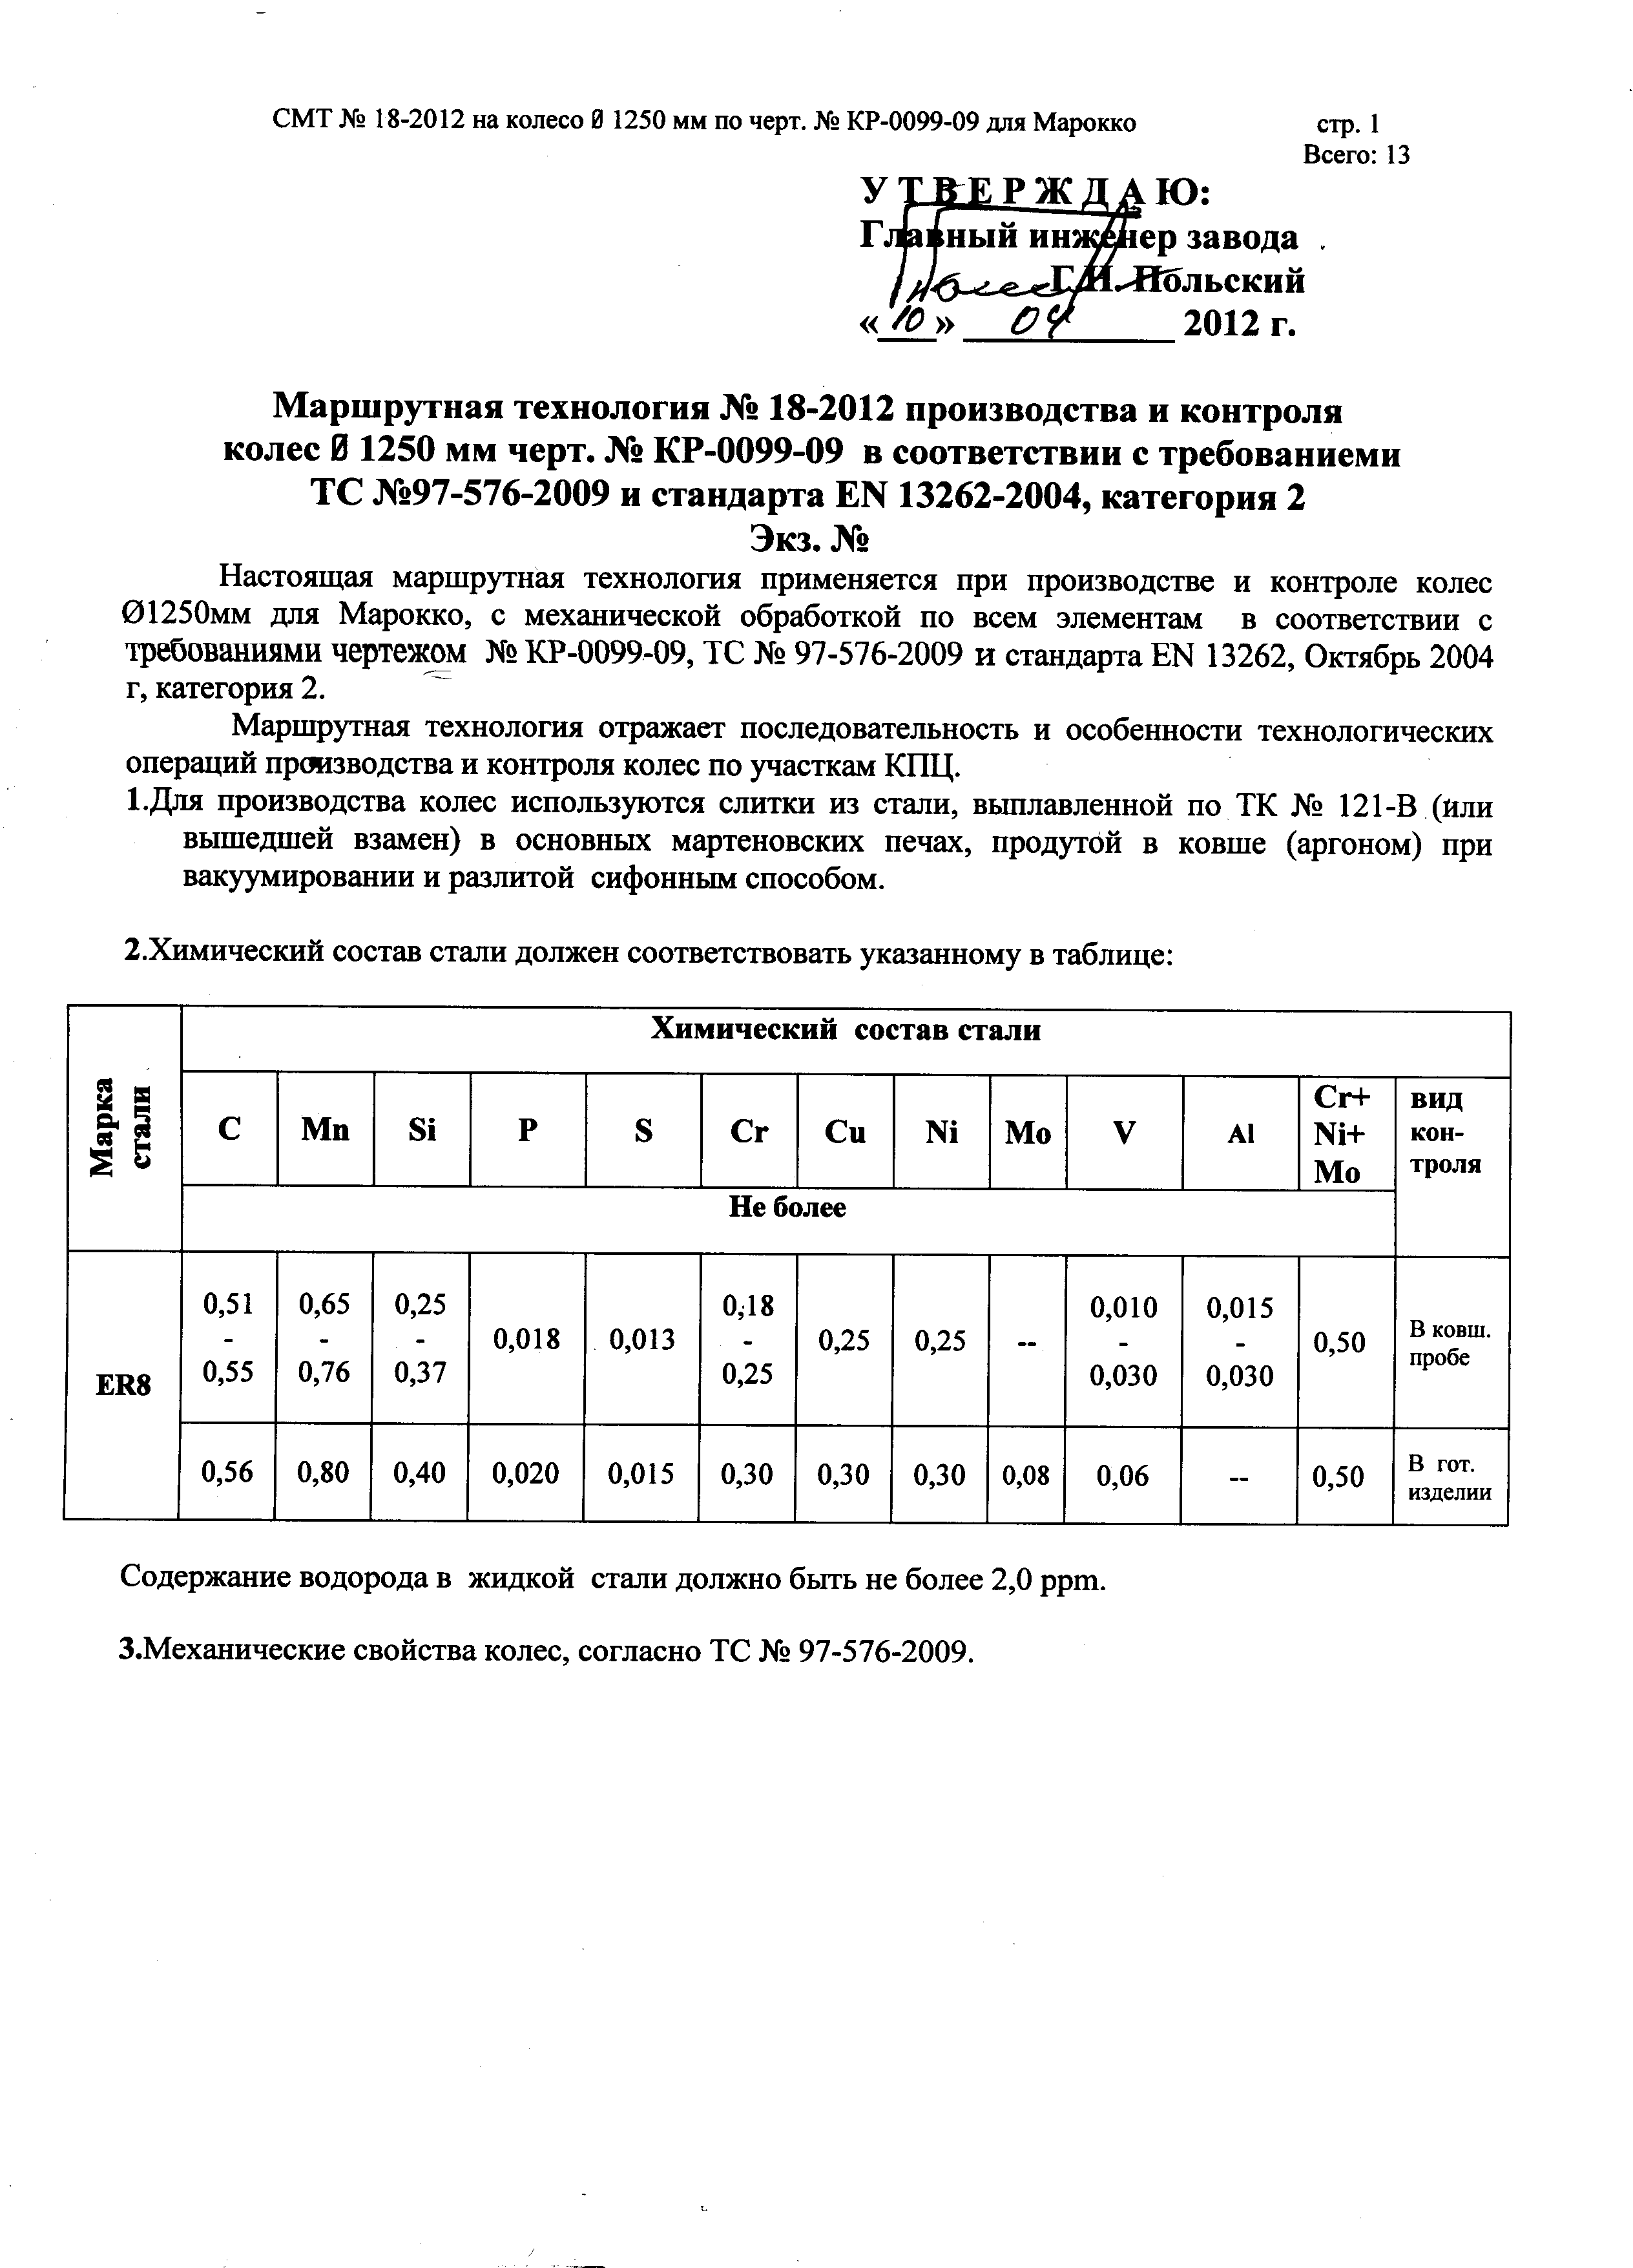 СМТ № 18-2012 на колесо Ø 1250 мм по черт. № КР-0099-09 для Марокко стр. 1
Всего: 13
У Т В Е Р Ж Д А Ю:
Главный инженер завода
Г.И. Польский
«10» 04 2012 г.
Маршрутная технология № 18-2012 производства и контроля
колес Ø 1250 мм черт. № КР-0099-09 в соответствии с требованиеми
ТС №97-576-2009 и стандарта EN 13262-2004, категория 2
Экз. №
Настоящая маршрутная технология применяется при производстве и контроле колес
Ø1250мм для Марокко, с механической обработкой по всем элементам в соответствии с
требованиями чертежом № КР-0099-09, ТС № 97-576-2009 и стандарта EN 13262, Октябрь 2004
г, категория 2.
Маршрутная технология отражает последовательность и особенности технологических
операций производства и контроля колес по участкам КПЦ.
1.Для производства колес используются слитки из стали, выплавленной по ТК № 121-В (или
вышедшей взамен) в основных мартеновских печах, продутой в ковше (аргоном) при
вакуумировании и разлитой сифонным способом.
2.Химический состав стали должен соответствовать указанному в таблице:
Марка стали
Химический состав стали
C Mn Si P S Cr Cu Ni Mo V Al Cr+ Ni+ Mo вид кон- троля
Не более
ER8
0,51 - 0,55 0,65 - 0,76 0,25 - 0,37 0,018 0,013 0,18 - 0,25 0,25 0,25 -- 0,010 - 0,030 0,015 - 0,030 0,50 В ковш. пробе
0,56 0,80 0,40 0,020 0,015 0,30 0,30 0,30 0,08 0,06 -- 0,50 В гот. изделии
Содержание водорода в жидкой стали должно быть не более 2,0 ppm.
3.Механические свойства колес, согласно ТС № 97-576-2009.